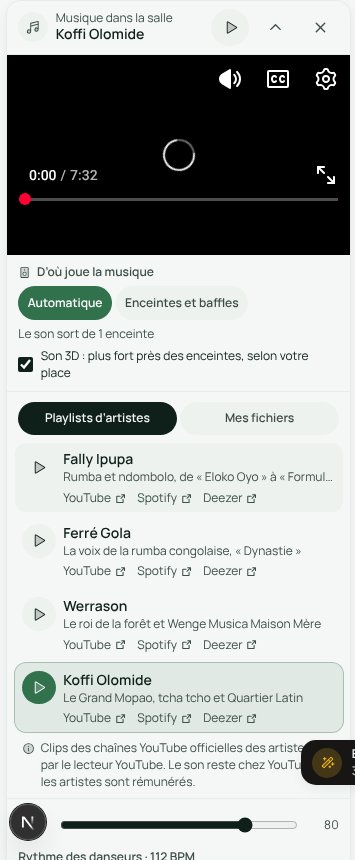 Musique dans la salle
Koffi Olomide
CC
0:00 / 7:32
D'où joue la musique
Automatique
Enceintes et baffles
Le son sort de 1 enceinte
Son 3D : plus fort près des enceintes, selon votre
place
Playlists d'artistes
Mes fichiers
Fally Ipupa
Rumba et ndombolo, de « Eloko Oyo » à « Formul...
YouTube Spotify Deezer
Ferré Gola
La voix de la rumba congolaise, « Dynastie »
YouTube Spotify Deezer
Werrason
Le roi de la forêt et Wenge Musica Maison Mère
YouTube Spotify Deezer
Koffi Olomide
Le Grand Mopao, tcha tcho et Quartier Latin
YouTube Spotify Deezer
Clips des chaînes YouTube officielles des artiste
par le lecteur YouTube. Le son reste chez YouTu
les artistes sont rémunérés.
N
80
Rythme des danseurs · 112 BPM